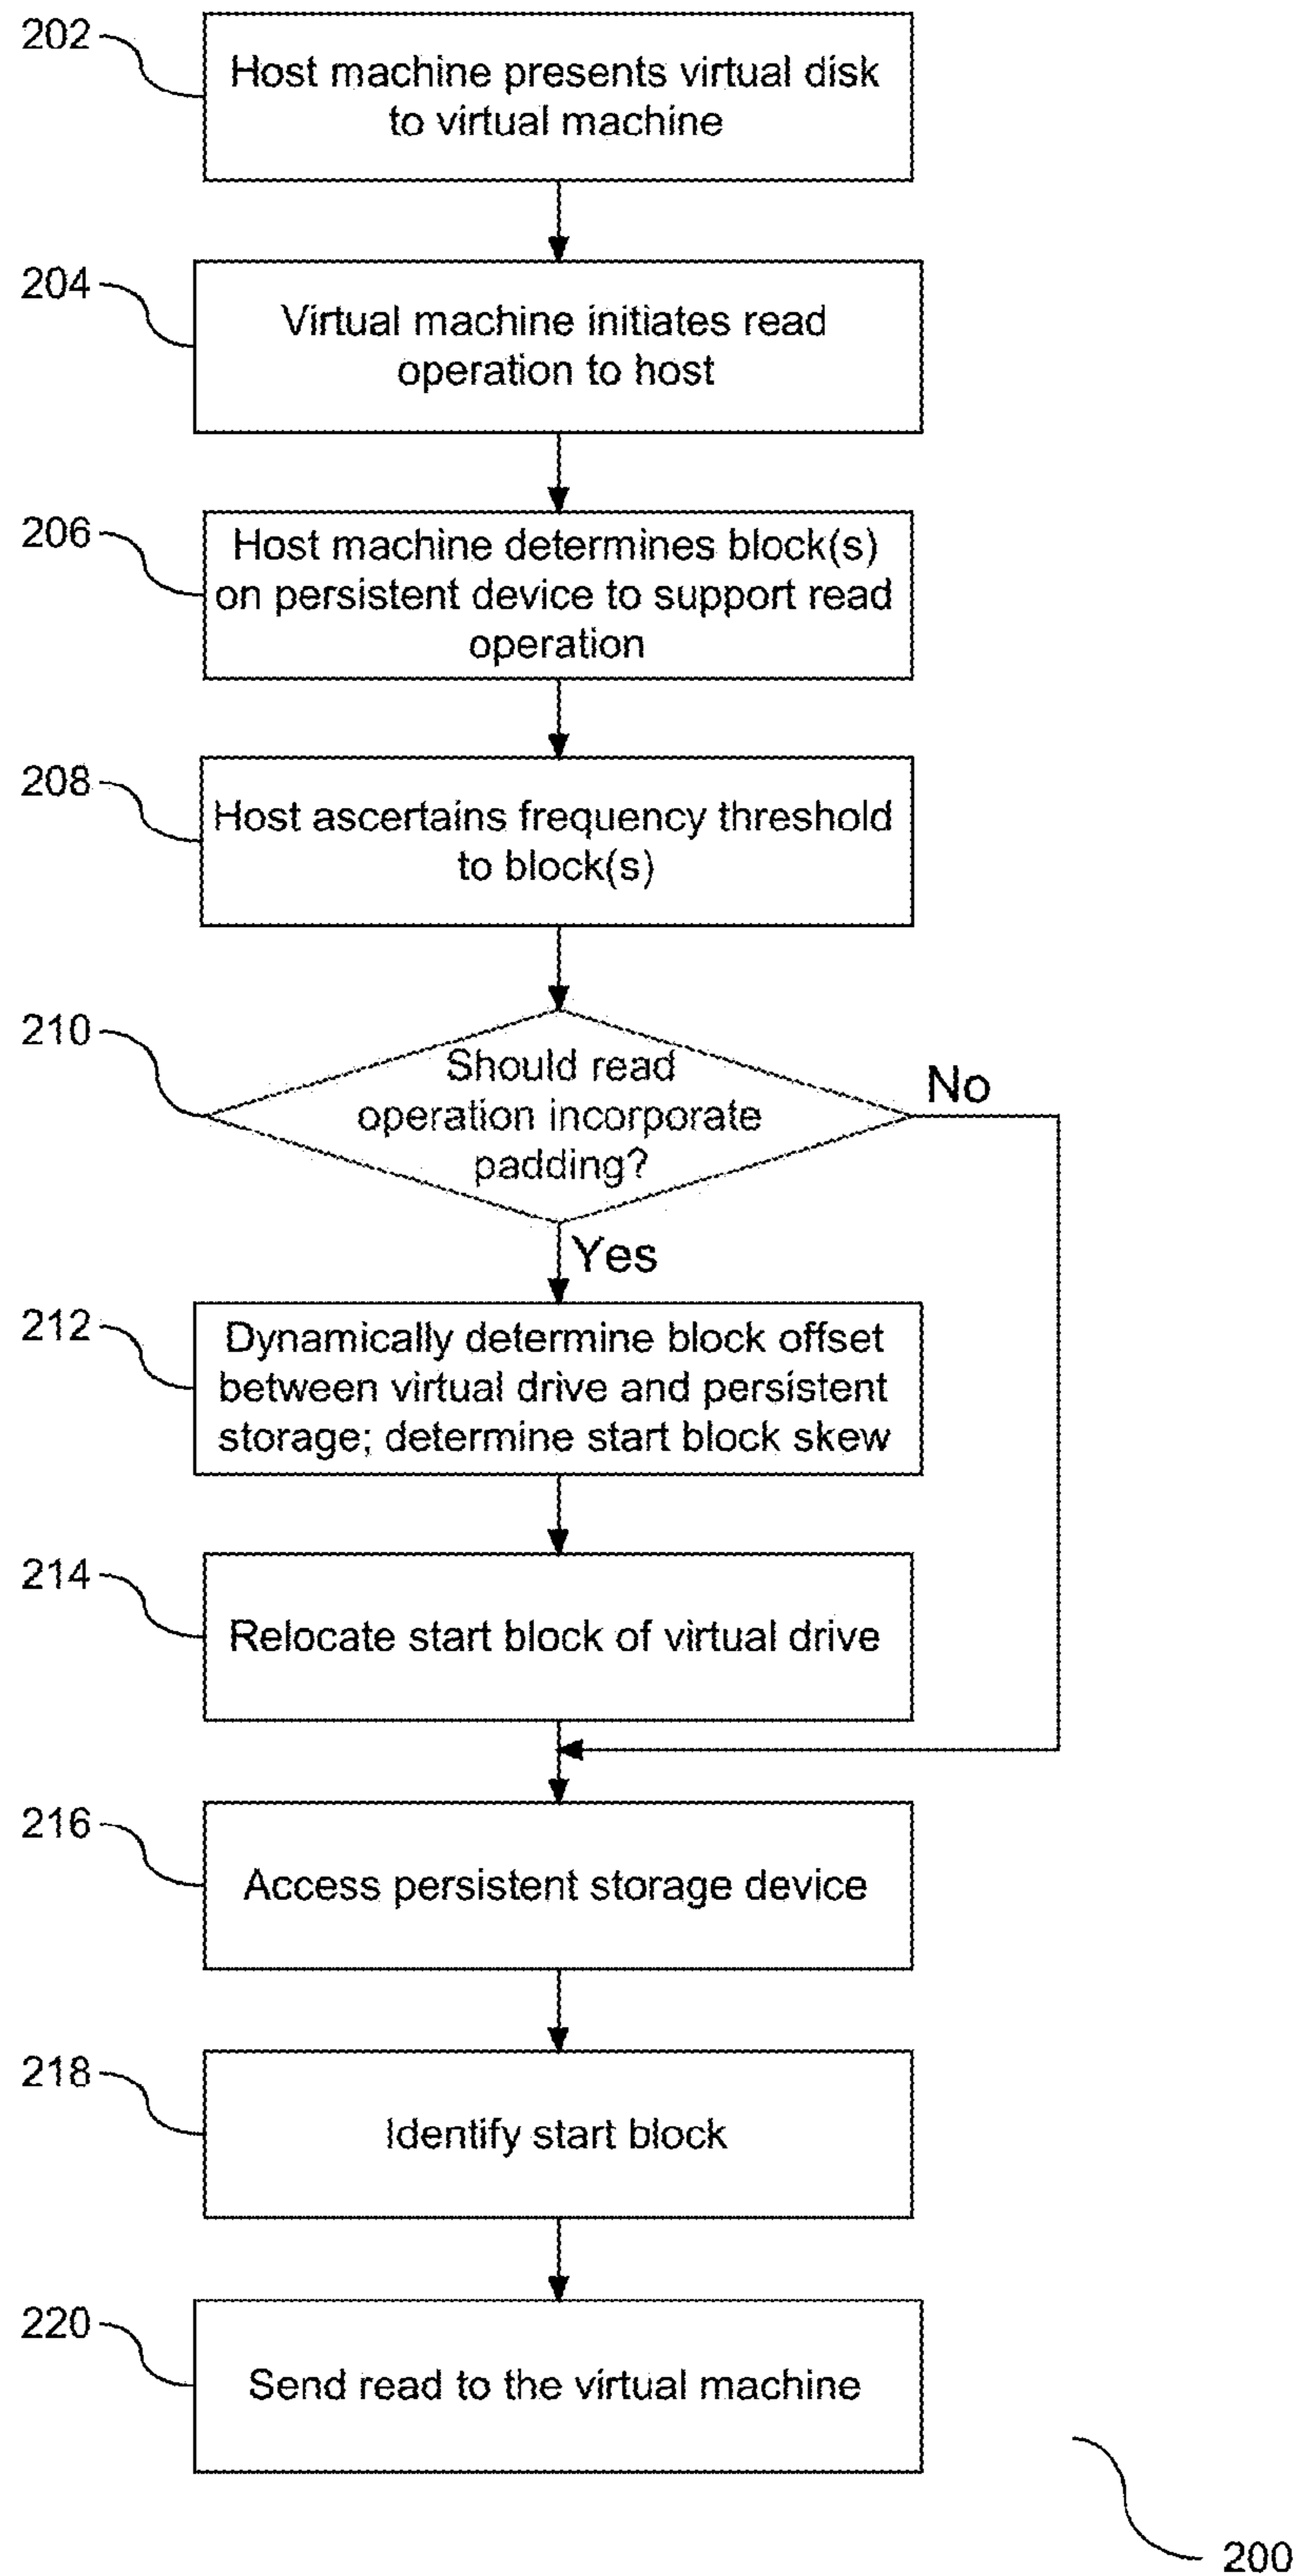 202
Host machine presents virtual disk
to virtual machine
204
Virtual machine initiates read
operation to host
206
Host machine determines block(s)
on persistent device to support read
operation
208
Host ascertains frequency threshold
to block(s)
210
Should read
operation incorporate
padding?
No
Yes
212
Dynamically determine block offset
between virtual drive and persistent
storage; determine start block skew
214
Relocate start block of virtual drive
216
Access persistent storage device
218
Identify start block
220
Send read to the virtual machine
200